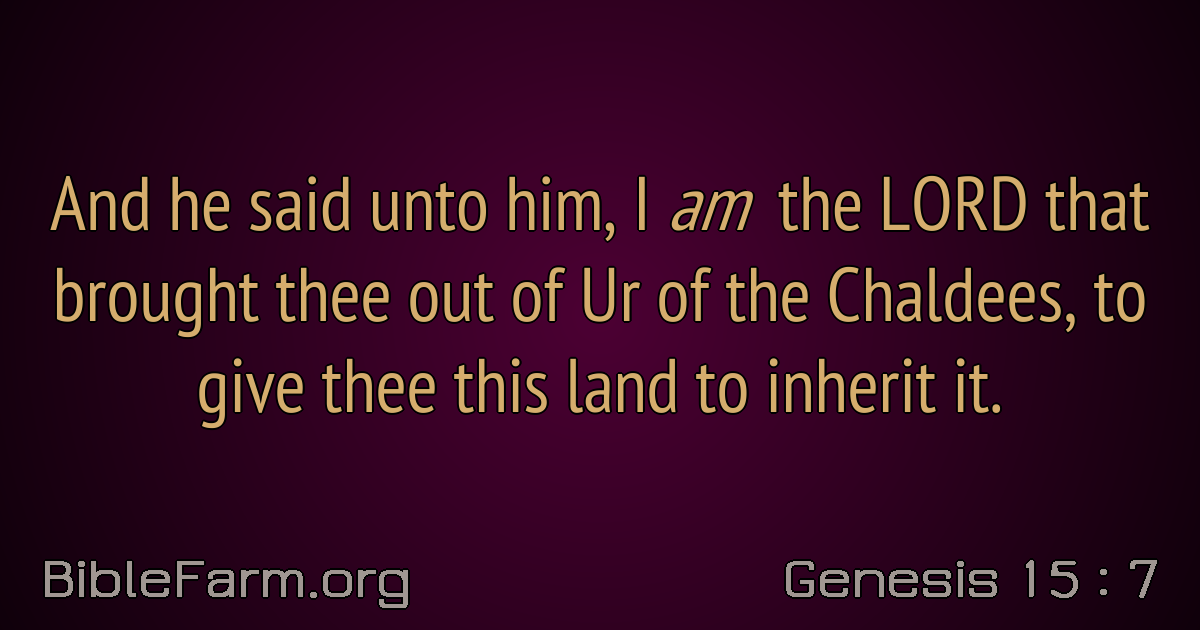 And he said unto him, I am the LORD that
brought thee out of Ur of the Chaldees, to
give thee this land to inherit it.
BibleFarm.org
Genesis 15 : 7